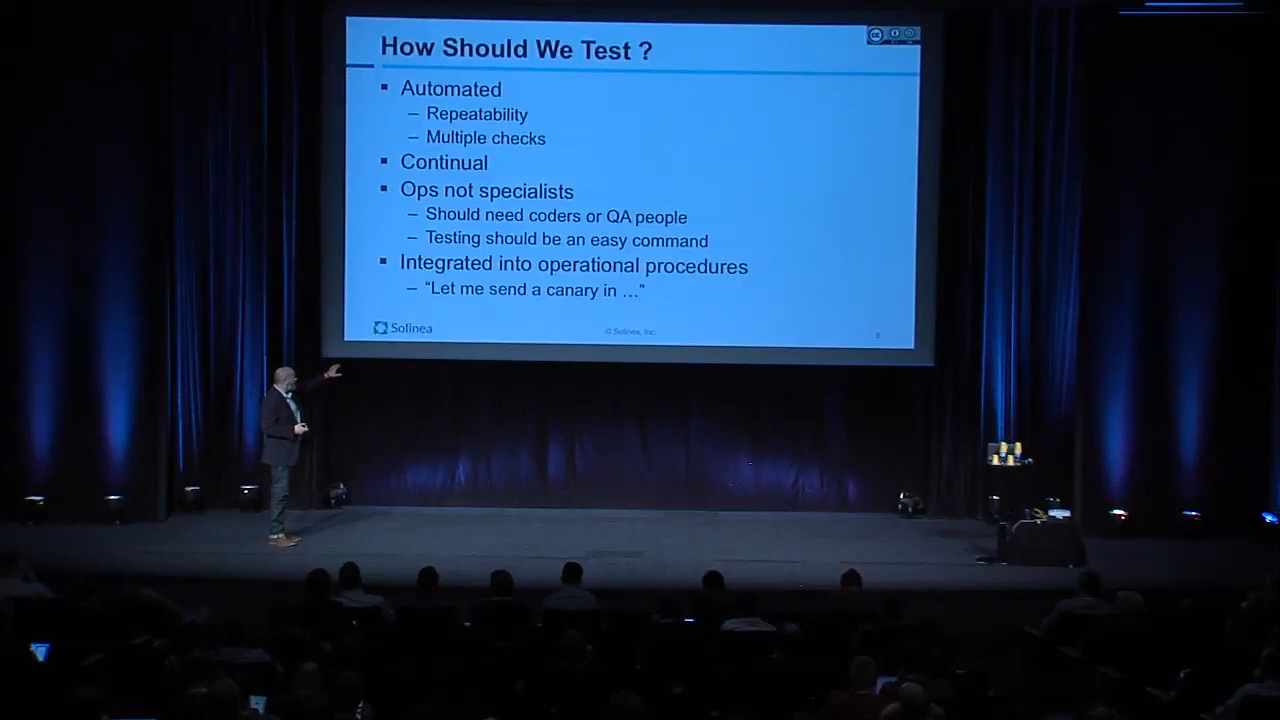 How Should We Test ?
Automated
– Repeatability
– Multiple checks
Continual
Ops not specialists
– Should need coders or QA people
– Testing should be an easy command
Integrated into operational procedures
– “Let me send a canary in …”
Solinea
© Solinea, Inc.